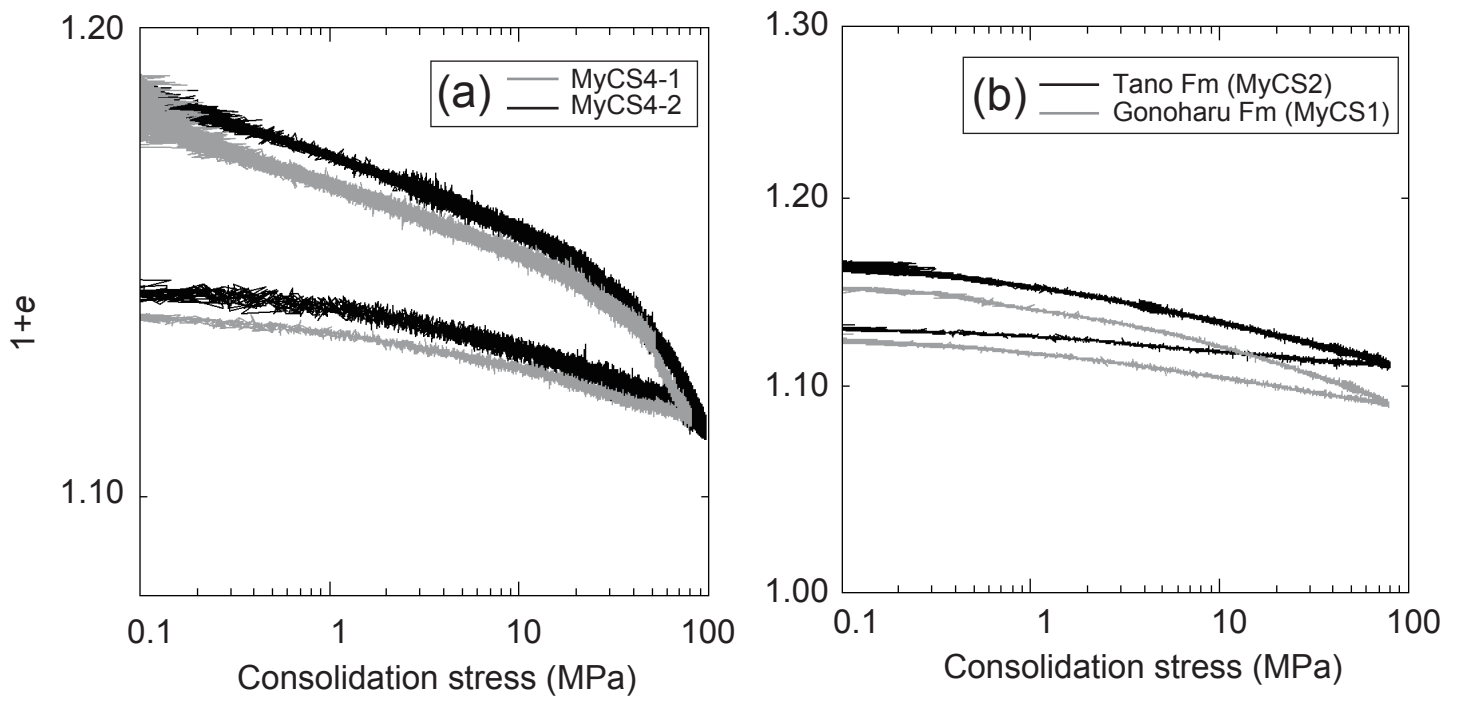 1.20
1.10
1+e
(a)
MyCS4-1
MyCS4-2
0.1 1 10 100
Consolidation stress (MPa)
1.30
1.20
1.10
1.00
(b)
Tano Fm (MyCS2)
Gonoharu Fm (MyCS1)
0.1 1 10 100
Consolidation stress (MPa)